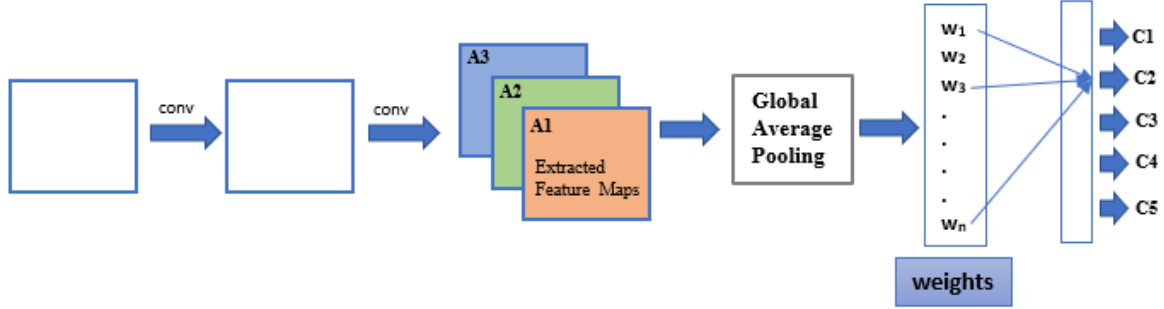 conv
conv
A3
A2
A1
Extracted
Feature Maps
Global
Average
Pooling
w1
w2
w3
.
.
.
.
wn
weights
C1
C2
C3
C4
C5